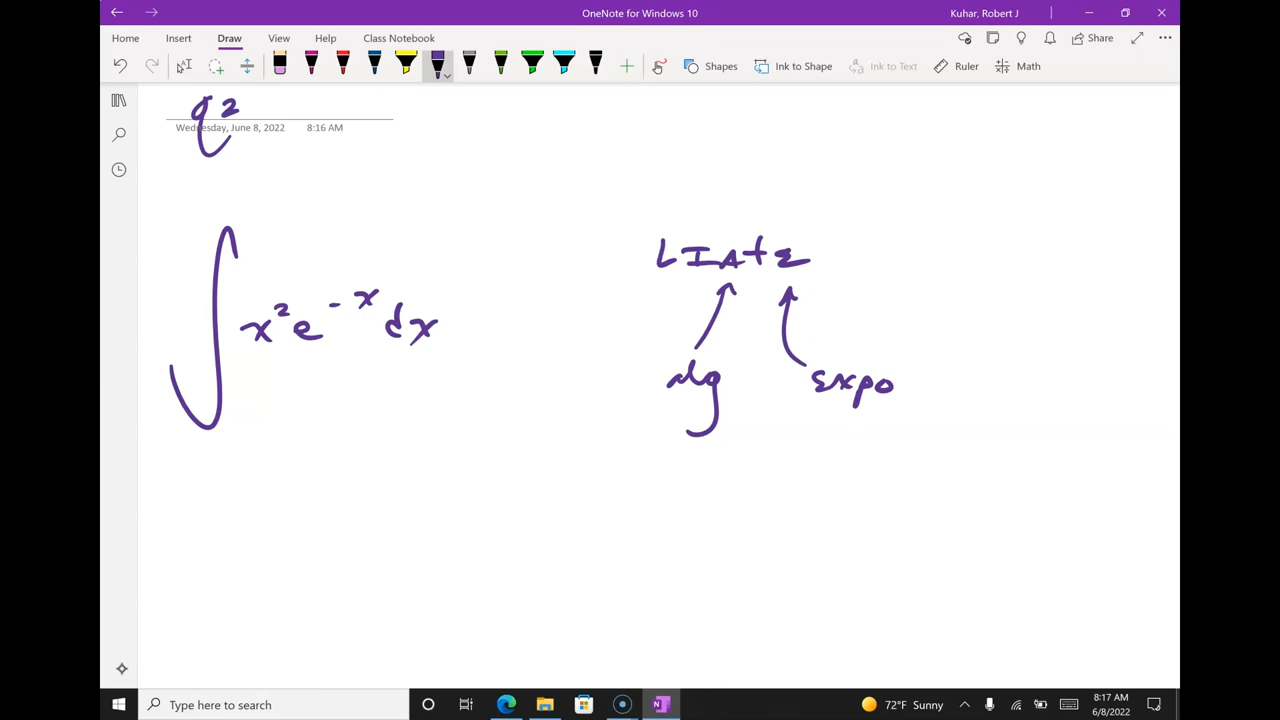 OneNote for Windows 10
Kuhar, Robert J
Home Insert Draw View Help Class Notebook
Share
Shapes Ink to Shape Ink to Text Ruler Math
q2
Wednesday, June 8, 2022 8:16 AM
LIAtE
∫ x² e^(-x) dx
alg
Expo
Type here to search
72°F Sunny
8:17 AM
6/8/2022